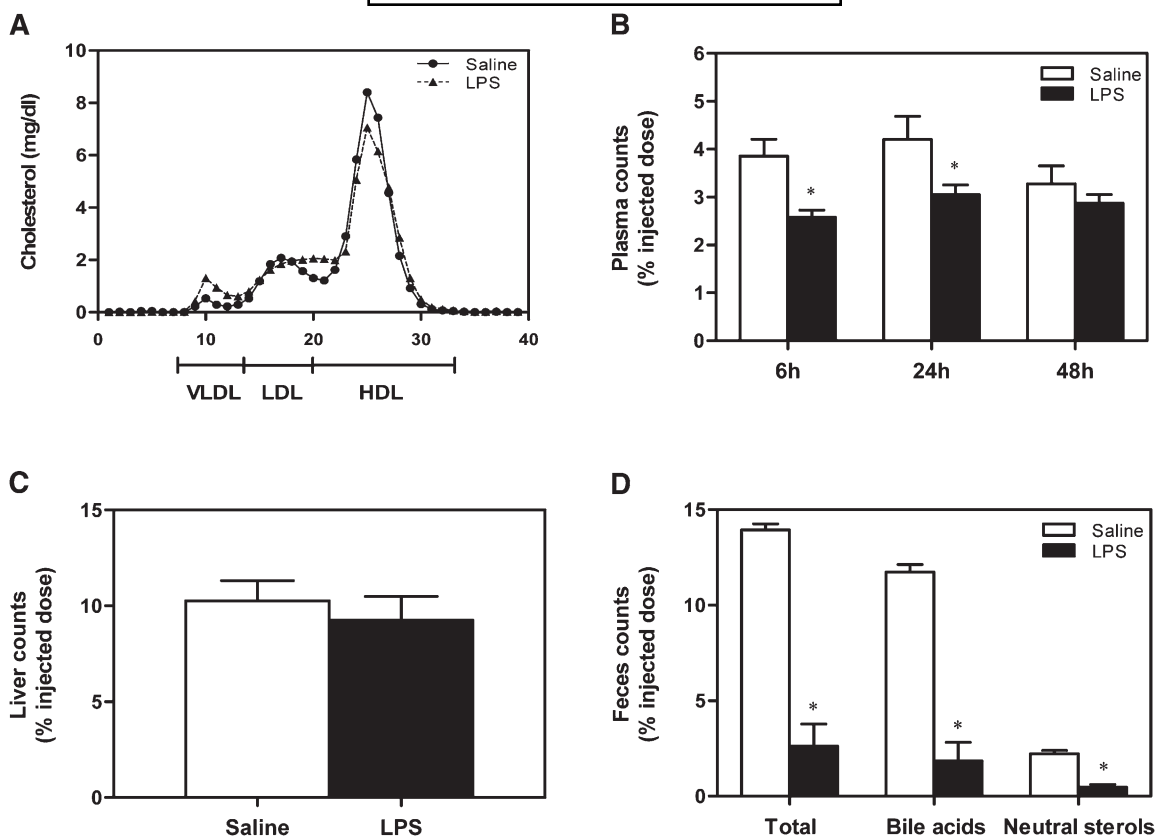 A
Cholesterol (mg/dl)
10
8
6
4
2
0
Saline
LPS
0 10 20 30 40
VLDL LDL HDL
B
Plasma counts
(% injected dose)
6
5
4
3
2
1
0
Saline
LPS
*
*
6h 24h 48h
C
Liver counts
(% injected dose)
15
10
5
0
Saline LPS
D
Feces counts
(% injected dose)
15
10
5
0
Saline
LPS
*
*
*
Total Bile acids Neutral sterols